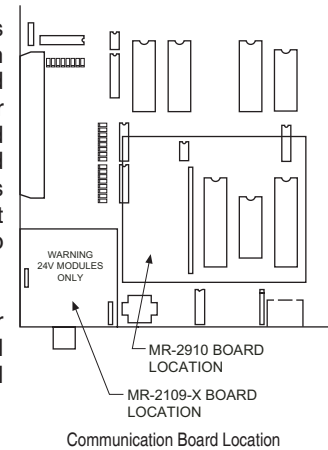 WARNING
24V MODULES
ONLY
MR-2910 BOARD
LOCATION
MR-2109-X BOARD
LOCATION
Communication Board Location